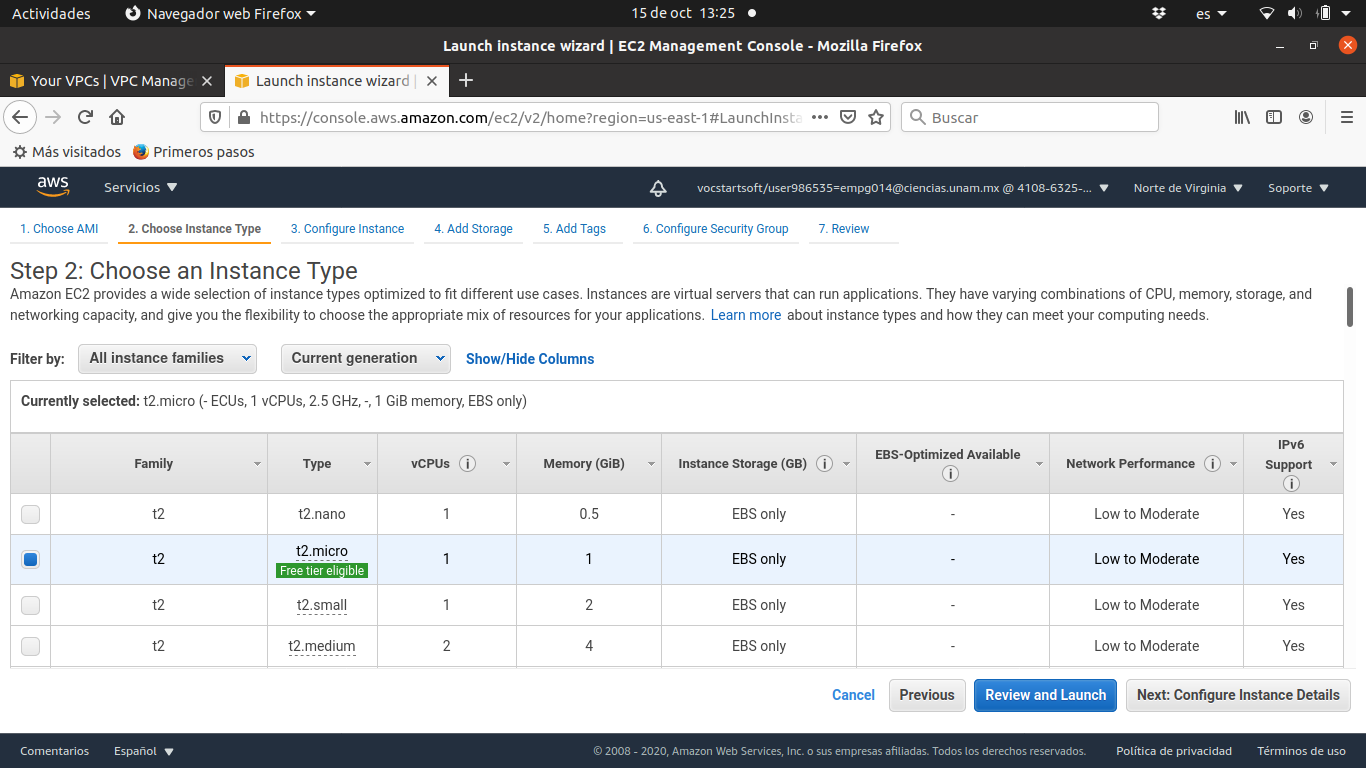 Actividades Navegador web Firefox 15 de oct 13:25 es
Launch instance wizard | EC2 Management Console - Mozilla Firefox
Your VPCs | VPC Manage Launch instance wizard |
https://console.aws.amazon.com/ec2/v2/home?region=us-east-1#LaunchInsta Buscar
Más visitados Primeros pasos
aws Servicios vocstartsoft/user986535=empg014@ciencias.unam.mx @ 4108-6325-... Norte de Virginia Soporte
1. Choose AMI 2. Choose Instance Type 3. Configure Instance 4. Add Storage 5. Add Tags 6. Configure Security Group 7. Review
Step 2: Choose an Instance Type
Amazon EC2 provides a wide selection of instance types optimized to fit different use cases. Instances are virtual servers that can run applications. They have varying combinations of CPU, memory, storage, and
networking capacity, and give you the flexibility to choose the appropriate mix of resources for your applications. Learn more about instance types and how they can meet your computing needs.
Filter by: All instance families Current generation Show/Hide Columns
Currently selected: t2.micro (- ECUs, 1 vCPUs, 2.5 GHz, -, 1 GiB memory, EBS only)
Family Type vCPUs Memory (GiB) Instance Storage (GB) EBS-Optimized Available Network Performance IPv6 Support
t2 t2.nano 1 0.5 EBS only - Low to Moderate Yes
t2 t2.micro 1 1 EBS only - Low to Moderate Yes
Free tier eligible
t2 t2.small 1 2 EBS only - Low to Moderate Yes
t2 t2.medium 2 4 EBS only - Low to Moderate Yes
Cancel Previous Review and Launch Next: Configure Instance Details
Comentarios Español © 2008 - 2020, Amazon Web Services, Inc. o sus empresas afiliadas. Todos los derechos reservados. Política de privacidad Términos de uso